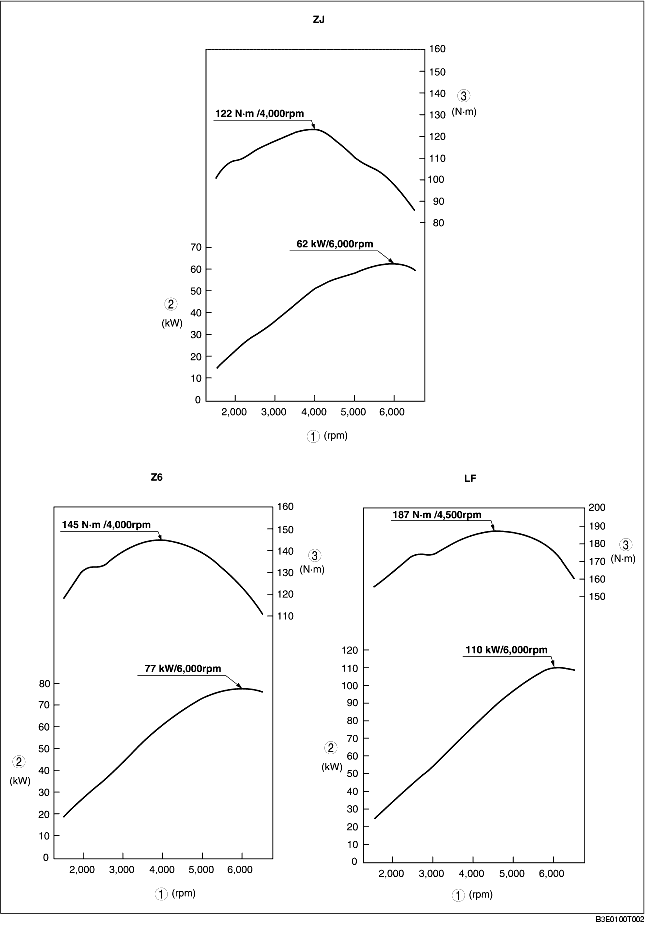 ZJ
160
150
140
130
120
110
100
90
80
③
(N·m)
122 N·m /4,000rpm
62 kW/6,000rpm
70
60
50
40
30
20
10
0
②
(kW)
2,000 3,000 4,000 5,000 6,000
① (rpm)
Z6
160
150
140
130
120
110
③
(N·m)
145 N·m /4,000rpm
77 kW/6,000rpm
80
70
60
50
40
30
20
10
0
②
(kW)
2,000 3,000 4,000 5,000 6,000
① (rpm)
LF
200
190
180
170
160
150
③
(N·m)
187 N·m /4,500rpm
110 kW/6,000rpm
120
110
100
90
80
70
60
50
40
30
20
10
0
②
(kW)
2,000 3,000 4,000 5,000 6,000
① (rpm)
B3E0100T002